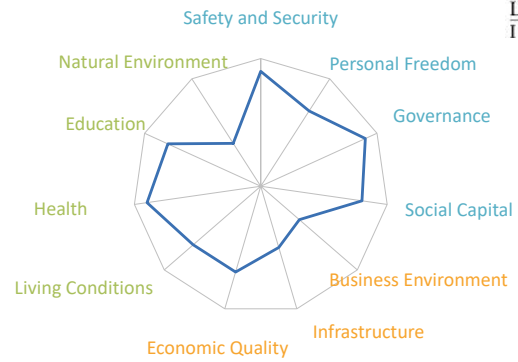 Safety and Security
L
I
Natural Environment
Personal Freedom
Education
Governance
Health
Social Capital
Living Conditions
Business Environment
Economic Quality
Infrastructure